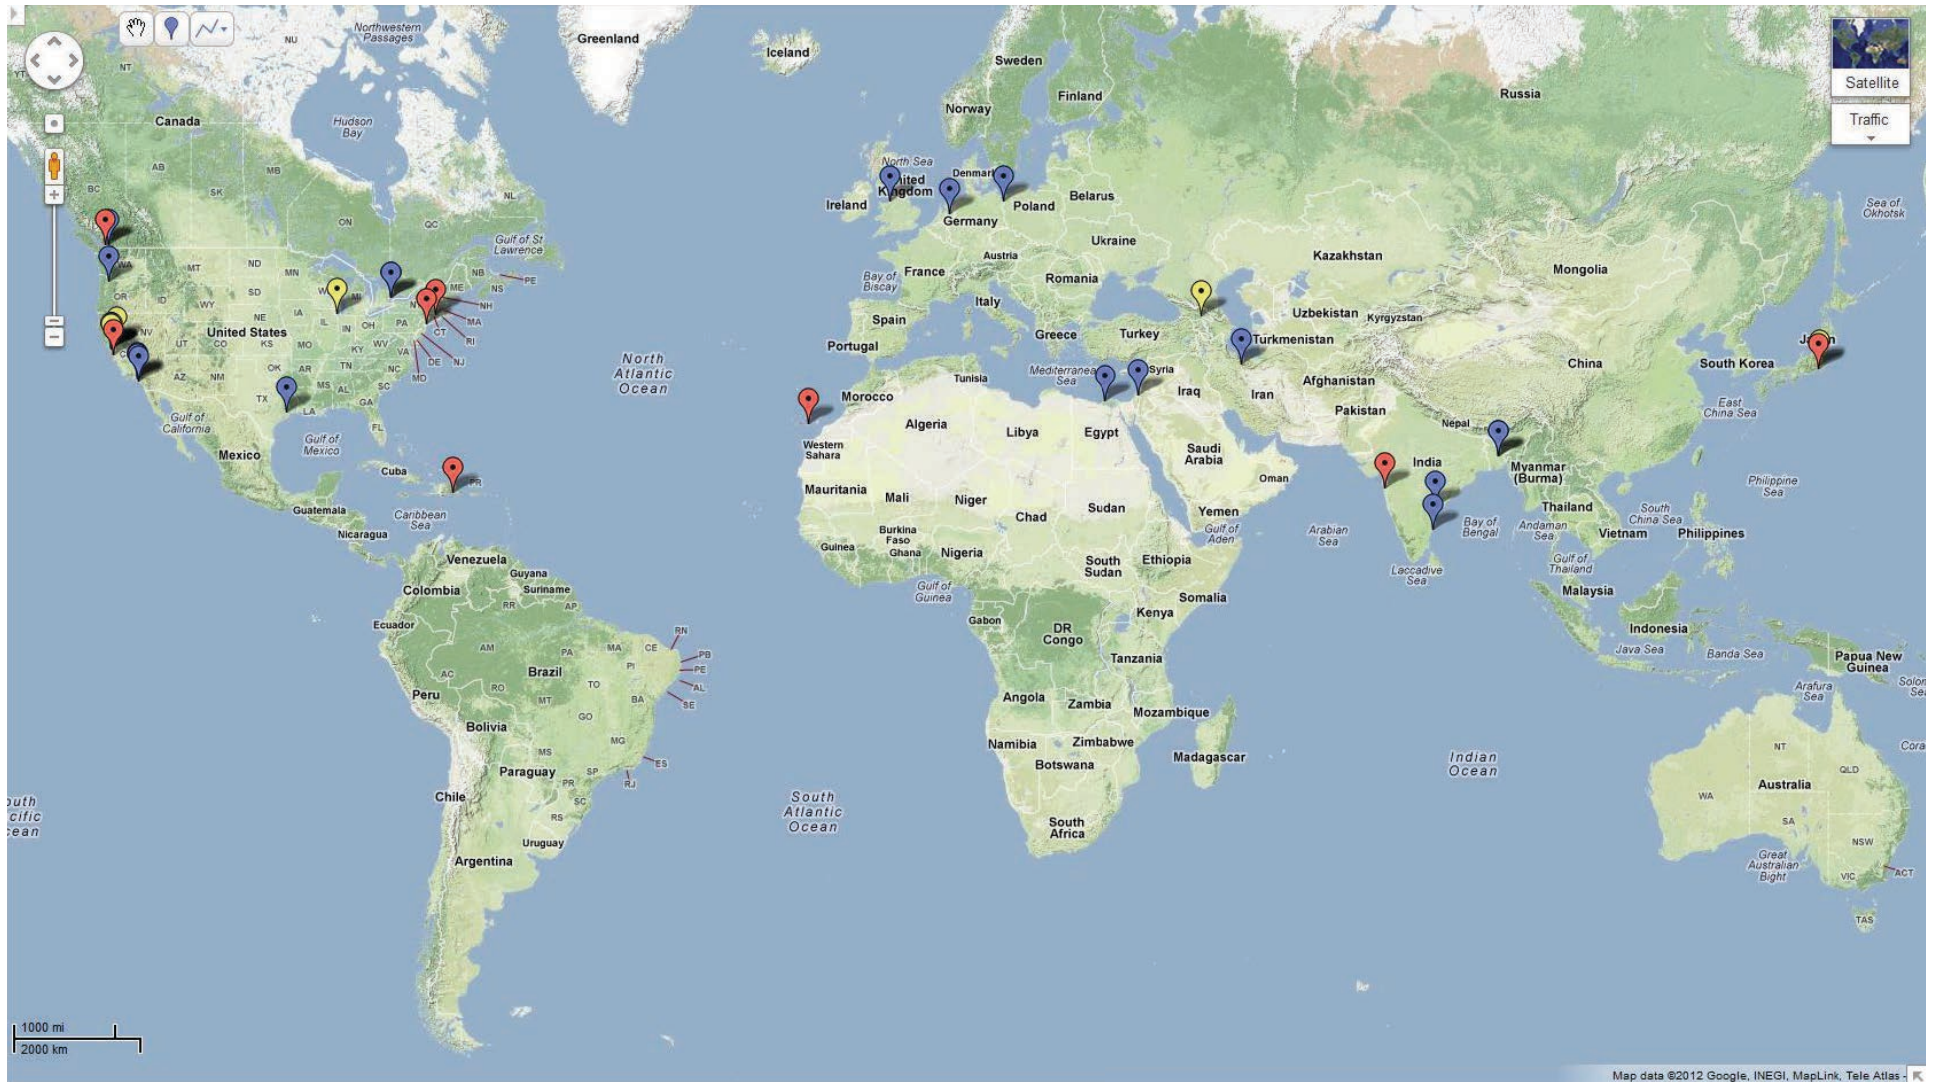 Northwestern
Passages
NU
Greenland
Iceland
Sweden
Finland
Norway
Russia
Satellite
Traffic
YT
NT
Canada
Hudson
Bay
AB
MB
SK
BC
NL
ON
QC
Gulf of St
Lawrence
NB
PE
NS
ME
NH
MA
RI
CT
NJ
DE
MD
WA
MT
ND
MN
OR
ID
WY
SD
IA
NE
IL
IN
OH
PA
MI
NV
UT
CO
KS
MO
KY
WV
VA
United States
AZ
NM
OK
AR
TN
NC
SC
MS
AL
GA
TX
LA
FL
Gulf of
California
Gulf of
Mexico
Mexico
Cuba
PR
Guatemala
Caribbean
Sea
Nicaragua
North
Atlantic
Ocean
Venezuela
Guyana
Suriname
Colombia
Ecuador
RR
AP
AM
PA
MA
CE
RN
PB
PE
AL
SE
PI
AC
RO
TO
BA
MT
GO
Brazil
Peru
Bolivia
MG
MS
ES
SP
RJ
PR
SC
RS
Paraguay
Chile
Uruguay
Argentina
South
Atlantic
Ocean
North Sea
Denmark
United
Kingdom
Ireland
Germany
Poland
Belarus
Ukraine
Austria
France
Bay of
Biscay
Romania
Italy
Spain
Portugal
Greece
Turkey
Mediterranean
Sea
Syria
Iraq
Iran
Kazakhstan
Uzbekistan
Kyrgyzstan
Turkmenistan
Afghanistan
Pakistan
Mongolia
China
South Korea
Japan
Sea of
Okhotsk
East
China Sea
Philippine
Sea
Nepal
India
Myanmar
(Burma)
Thailand
Vietnam
South
China Sea
Philippines
Bay of
Bengal
Andaman
Sea
Gulf of
Thailand
Laccadive
Sea
Arabian
Sea
Malaysia
Indonesia
Java Sea
Banda Sea
Papua New
Guinea
Arafura
Sea
Morocco
Tunisia
Algeria
Libya
Egypt
Western
Sahara
Mauritania
Mali
Niger
Chad
Sudan
Saudi
Arabia
Oman
Yemen
Gulf of
Aden
Burkina
Faso
Guinea
Ghana
Nigeria
South
Sudan
Ethiopia
Somalia
Gulf of
Guinea
Gabon
DR
Congo
Kenya
Tanzania
Angola
Zambia
Mozambique
Namibia
Zimbabwe
Botswana
Madagascar
South
Africa
Indian
Ocean
NT
QLD
Australia
WA
SA
NSW
Great
Australian
Bight
VIC
ACT
TAS
outh
cific
cean
Solon
Se
Cora
1000 mi
2000 km
Map data ©2012 Google, INEGI, MapLink, Tele Atlas -